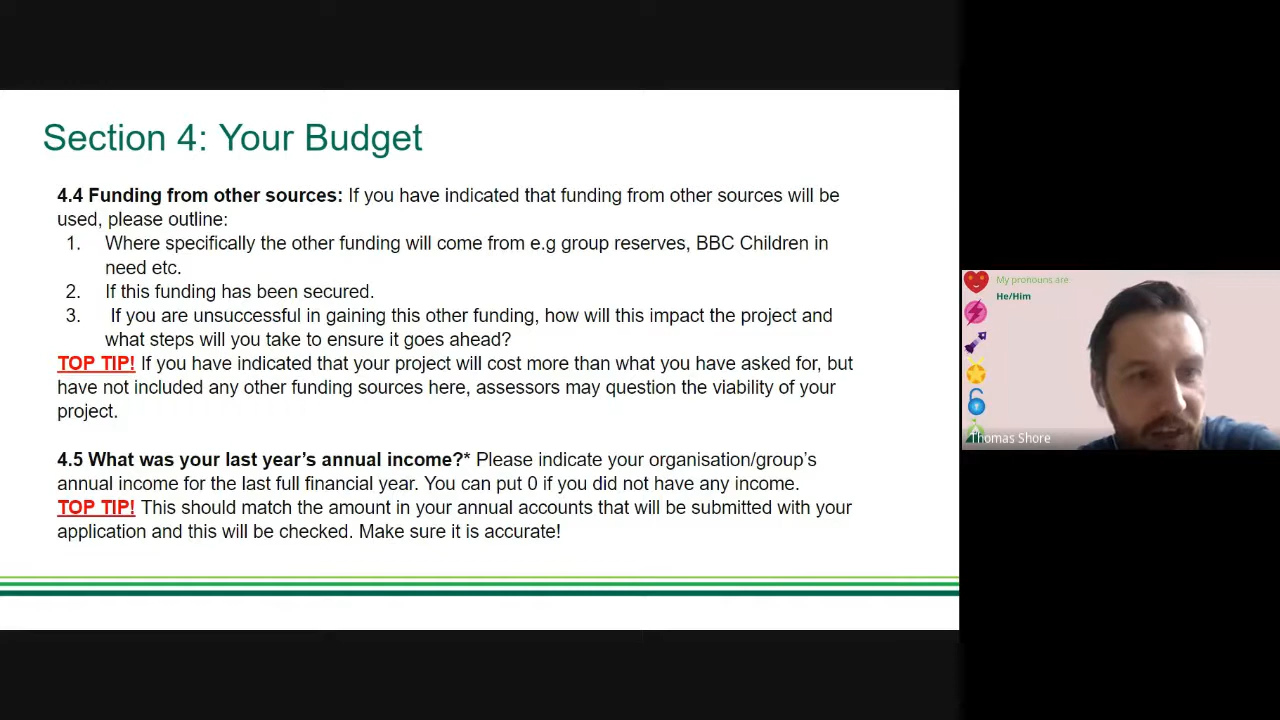 Section 4: Your Budget
4.4 Funding from other sources: If you have indicated that funding from other sources will be
used, please outline:
1. Where specifically the other funding will come from e.g group reserves, BBC Children in
need etc.
2. If this funding has been secured.
3. If you are unsuccessful in gaining this other funding, how will this impact the project and
what steps will you take to ensure it goes ahead?
TOP TIP! If you have indicated that your project will cost more than what you have asked for, but
have not included any other funding sources here, assessors may question the viability of your
project.
4.5 What was your last year’s annual income?* Please indicate your organisation/group’s
annual income for the last full financial year. You can put 0 if you did not have any income.
TOP TIP! This should match the amount in your annual accounts that will be submitted with your
application and this will be checked. Make sure it is accurate!
My pronouns are
He/Him
Thomas Shore